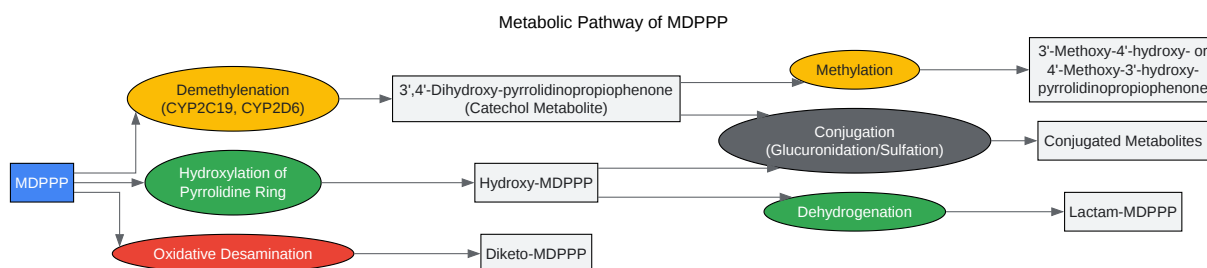 Metabolic Pathway of MDPPP
MDPPP
Demethylenation
(CYP2C19, CYP2D6)
Hydroxylation of
Pyrrolidine Ring
Oxidative Desamination
3',4'-Dihydroxy-pyrrolidinopropiophenone
(Catechol Metabolite)
Hydroxy-MDPPP
Diketo-MDPPP
Methylation
Conjugation
(Glucuronidation/Sulfation)
Dehydrogenation
3'-Methoxy-4'-hydroxy- or
4'-Methoxy-3'-hydroxy-
pyrrolidinopropiophenone
Conjugated Metabolites
Lactam-MDPPP